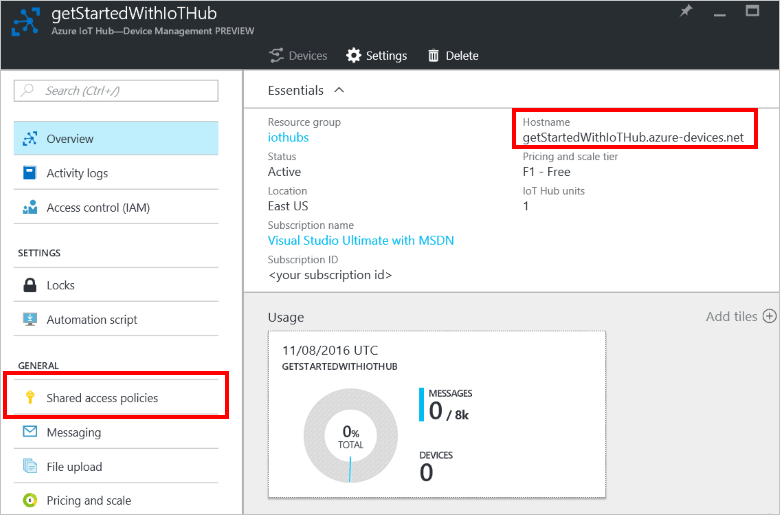 getStartedWithIoTHub
Azure IoT Hub—Device Management PREVIEW
Devices
Settings
Delete
Search (Ctrl+/)
Overview
Activity logs
Access control (IAM)
SETTINGS
Locks
Automation script
GENERAL
Shared access policies
Messaging
File upload
Pricing and scale
Essentials
Resource group
iothubs
Status
Active
Location
East US
Subscription name
Visual Studio Ultimate with MSDN
Subscription ID
<your subscription id>
Hostname
getStartedWithIoTHub.azure-devices.net
Pricing and scale tier
F1 - Free
IoT Hub units
1
Usage
Add tiles
11/08/2016 UTC
GETSTARTEDWITHIOTHUB
0%
TOTAL
MESSAGES
0 / 8k
DEVICES
0